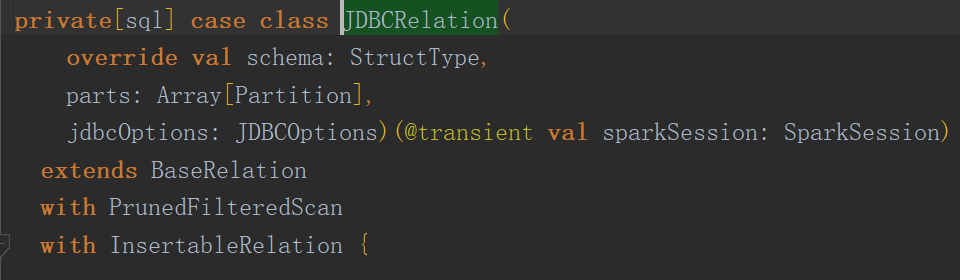 private[sql] case class JDBCRelation(
override val schema: StructType,
parts: Array[Partition],
jdbcOptions: JDBCOptions)(@transient val sparkSession: SparkSession)
extends BaseRelation
with PrunedFilteredScan
with InsertableRelation {